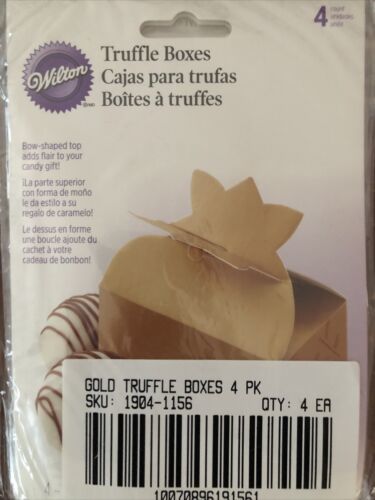 Wilton
Truffle Boxes
Cajas para trufas
Boîtes à truffes
4 count
unidades
unité
Bow-shaped top
adds flair to your
candy gift!
¡La parte superior
con forma de moño
le da estilo a su
regalo de caramelo!
Le dessus en forme
une boucle ajoute du
cachet à votre
cadeau de bonbon!
GOLD TRUFFLE BOXES 4 PK
SKU: 1904-1156 QTY: 4 EA
10070896191561
4 -